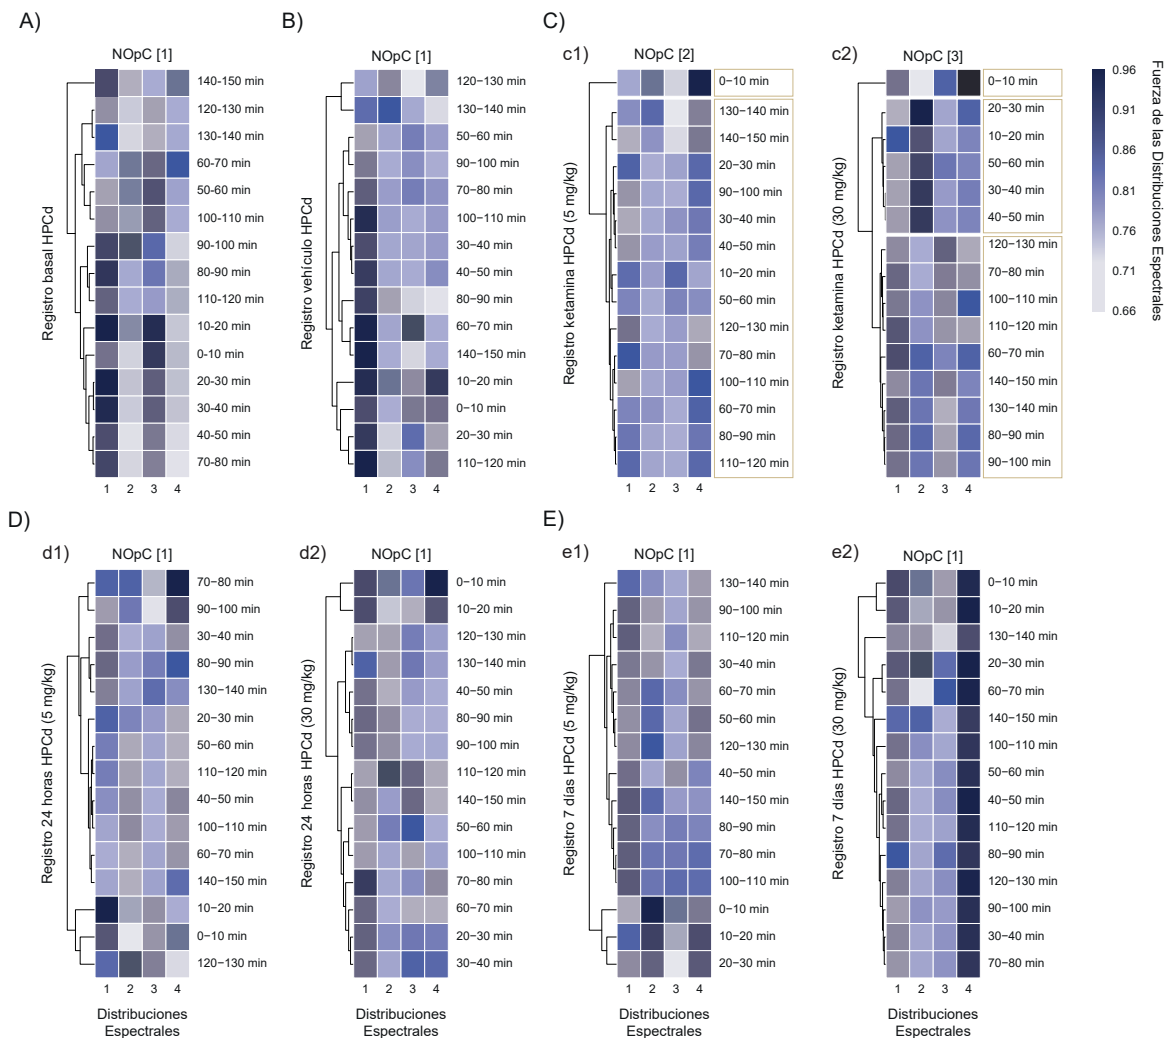 A)
NOpC [1]
Registro basal HPCd
140-150 min
120-130 min
130-140 min
60-70 min
50-60 min
100-110 min
90-100 min
80-90 min
110-120 min
10-20 min
0-10 min
20-30 min
30-40 min
40-50 min
70-80 min
1 2 3 4
B)
NOpC [1]
Registro vehículo HPCd
120−130 min
130−140 min
50−60 min
90−100 min
70−80 min
100−110 min
30−40 min
40−50 min
80−90 min
60−70 min
140−150 min
10−20 min
0−10 min
20−30 min
110−120 min
1 2 3 4
C)
c1)
NOpC [2]
Registro ketamina HPCd (5 mg/kg)
0−10 min
130−140 min
140−150 min
20−30 min
90−100 min
30−40 min
40−50 min
10−20 min
50−60 min
120−130 min
70−80 min
100−110 min
60−70 min
80−90 min
110−120 min
1 2 3 4
c2)
NOpC [3]
Registro ketamina HPCd (30 mg/kg)
0−10 min
20−30 min
10−20 min
50−60 min
30−40 min
40−50 min
120−130 min
70−80 min
100−110 min
110−120 min
60−70 min
140−150 min
130−140 min
80−90 min
90−100 min
1 2 3 4
0.96
0.91
0.86
0.81
0.76
0.71
0.66
Fuerza de las Distribuciones Espectrales
D)
d1)
NOpC [1]
Registro 24 horas HPCd (5 mg/kg)
70−80 min
90−100 min
30−40 min
80−90 min
130−140 min
20−30 min
50−60 min
110−120 min
40−50 min
100−110 min
60−70 min
140−150 min
10−20 min
0−10 min
120−130 min
1 2 3 4
Distribuciones
Espectrales
d2)
NOpC [1]
Registro 24 horas HPCd (30 mg/kg)
0−10 min
10−20 min
120−130 min
130−140 min
40−50 min
80−90 min
90−100 min
110−120 min
140−150 min
50−60 min
100−110 min
70−80 min
60−70 min
20−30 min
30−40 min
1 2 3 4
Distribuciones
Espectrales
E)
e1)
NOpC [1]
Registro 7 días HPCd (5 mg/kg)
130−140 min
90−100 min
110−120 min
30−40 min
60−70 min
50−60 min
120−130 min
40−50 min
140−150 min
80−90 min
70−80 min
100−110 min
0−10 min
10−20 min
20−30 min
1 2 3 4
Distribuciones
Espectrales
e2)
NOpC [1]
Registro 7 días HPCd (30 mg/kg)
0−10 min
10−20 min
130−140 min
20−30 min
60−70 min
140−150 min
100−110 min
50−60 min
40−50 min
110−120 min
80−90 min
120−130 min
90−100 min
30−40 min
70−80 min
1 2 3 4
Distribuciones
Espectrales